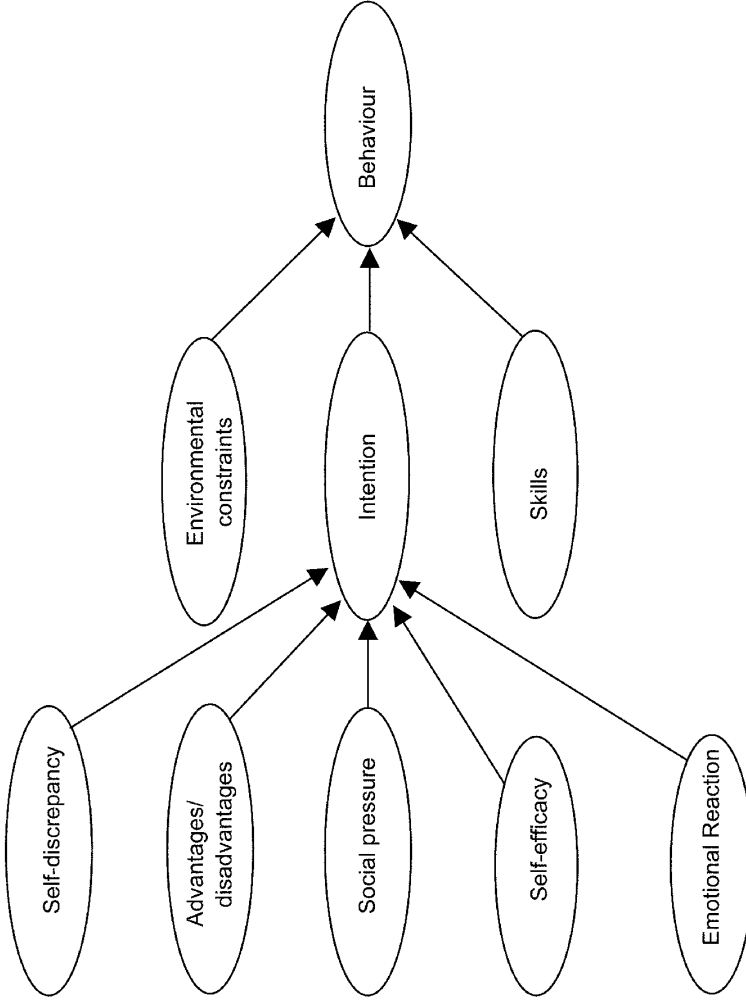 Self-discrepancy
Advantages/
disadvantages
Social pressure
Self-efficacy
Emotional Reaction
Environmental
constraints
Intention
Skills
Behaviour